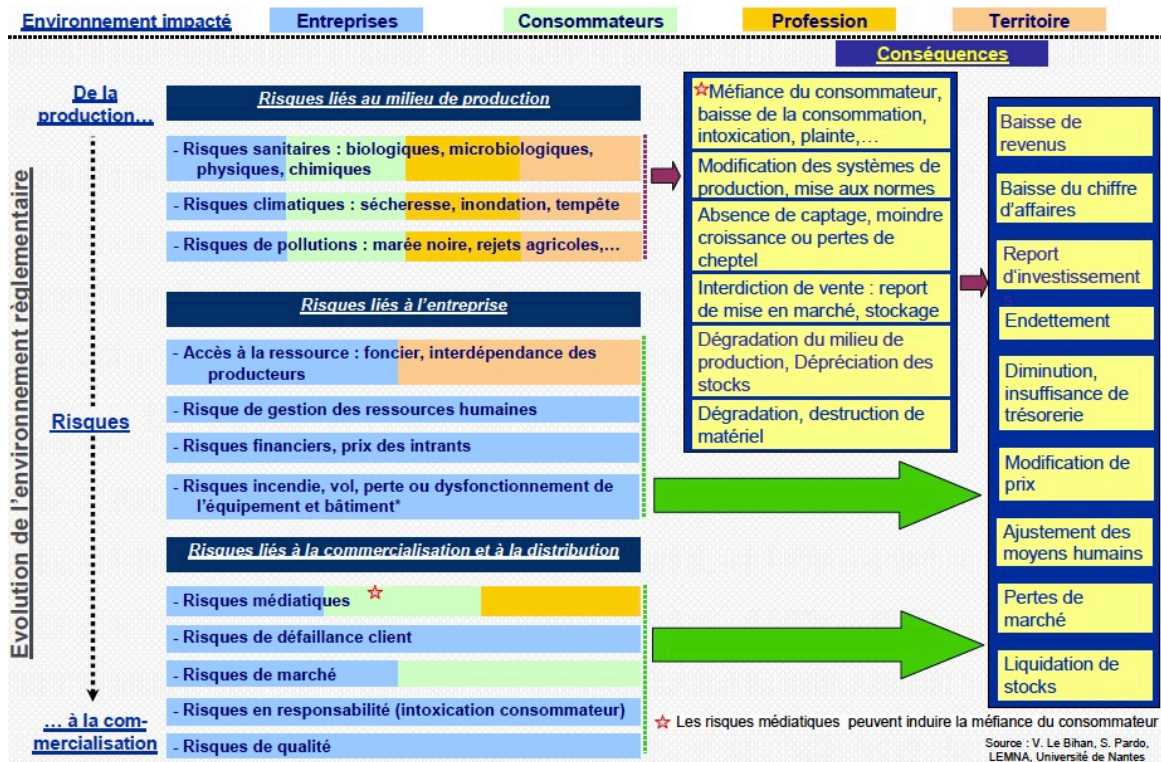 Environnement impacté
Entreprises
Consommateurs
Profession
Territoire
Conséquences
Evolution de l'environnement règlementaire
De la
production…
Risques
… à la com-
mercialisation
Risques liés au milieu de production
- Risques sanitaires : biologiques, microbiologiques,
physiques, chimiques
- Risques climatiques : sécheresse, inondation, tempête
- Risques de pollutions : marée noire, rejets agricoles,…
Risques liés à l'entreprise
- Accès à la ressource : foncier, interdépendance des
producteurs
- Risque de gestion des ressources humaines
- Risques financiers, prix des intrants
- Risques incendie, vol, perte ou dysfonctionnement de
l'équipement et bâtiment*
Risques liés à la commercialisation et à la distribution
- Risques médiatiques
- Risques de défaillance client
- Risques de marché
- Risques en responsabilité (intoxication consommateur)
- Risques de qualité
Méfiance du consommateur,
baisse de la consommation,
intoxication, plainte,…
Modification des systèmes de
production, mise aux normes
Absence de captage, moindre
croissance ou pertes de
cheptel
Interdiction de vente : report
de mise en marché, stockage
Dégradation du milieu de
production, Dépréciation des
stocks
Dégradation, destruction de
matériel
Baisse de
revenus
Baisse du chiffre
d'affaires
Report
d'investissement
s
Endettement
Diminution,
insuffisance de
trésorerie
Modification de
prix
Ajustement des
moyens humains
Pertes de
marché
Liquidation de
stocks
Les risques médiatiques peuvent induire la méfiance du consommateur
Source : V. Le Bihan, S. Pardo,
LEMNA, Université de Nantes